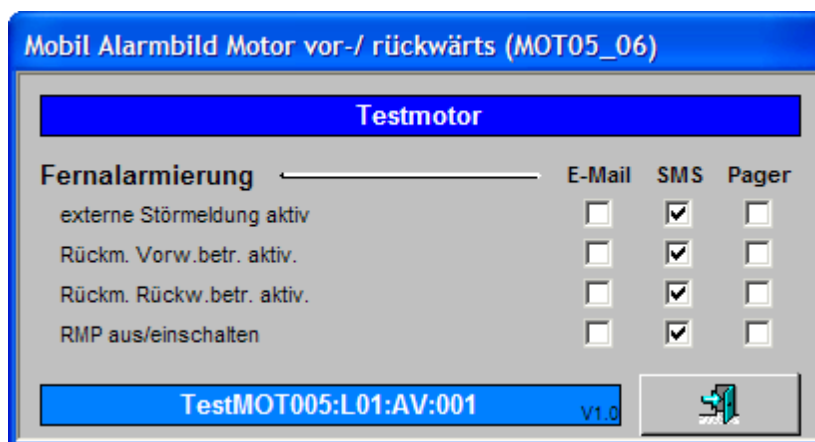 Mobil Alarmbild Motor vor-/ rückwärts (MOT05_06)
Testmotor
Fernalarmierung E-Mail SMS Pager
externe Störmeldung aktiv
Rückm. Vorw.betr. aktiv.
Rückm. Rückw.betr. aktiv.
RMP aus/einschalten
TestMOT005:L01:AV:001 V1.0